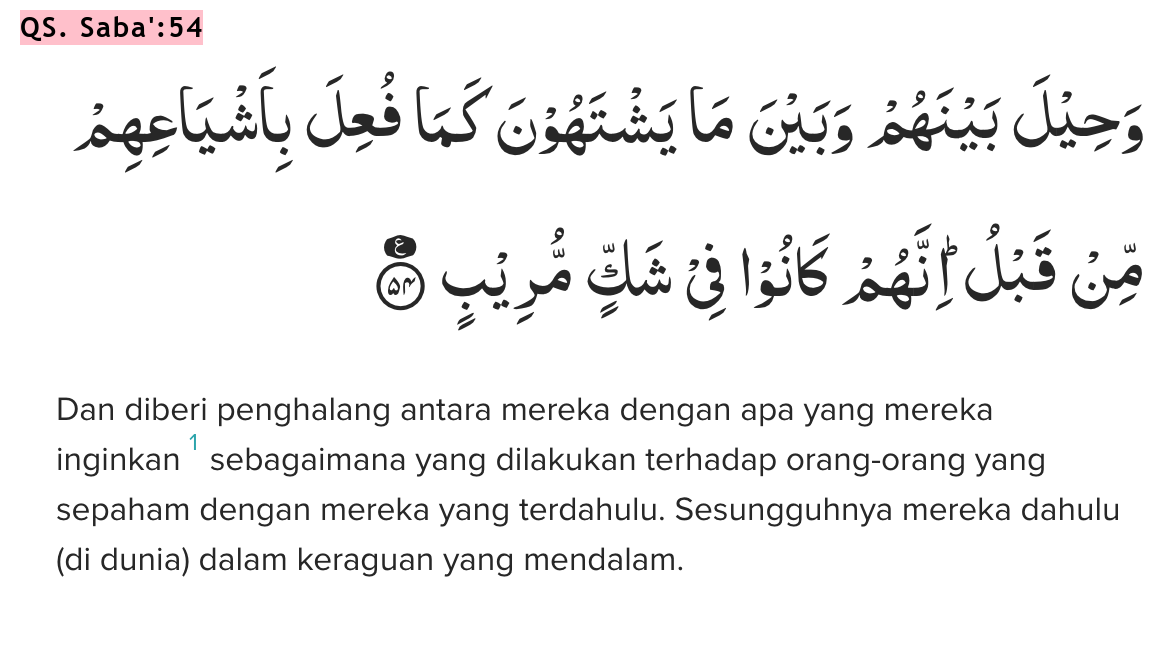 QS. Saba':54
وَحِيْلَ بَيْنَهُمْ وَبَيْنَ مَا يَشْتَهُوْنَ كَمَا فُعِلَ بِاَشْيَاعِهِمْ
مِّنْ قَبْلُ ۗاِنَّهُمْ كَانُوْا فِيْ شَكٍّ مُّرِيْبٍ ࣖ ٥٤
Dan diberi penghalang antara mereka dengan apa yang mereka
inginkan 1 sebagaimana yang dilakukan terhadap orang-orang yang
sepaham dengan mereka yang terdahulu. Sesungguhnya mereka dahulu
(di dunia) dalam keraguan yang mendalam.